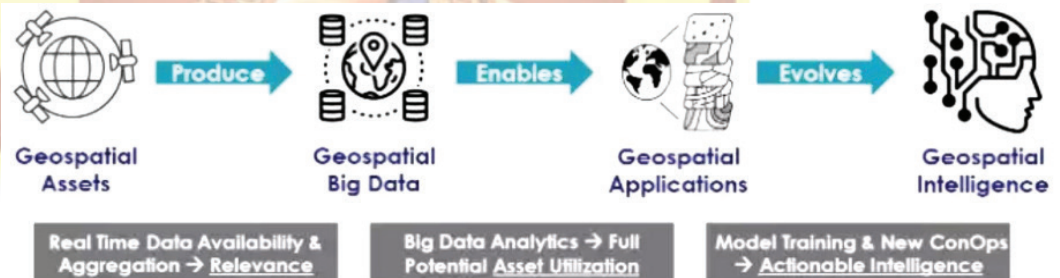 Produce
Enables
Evolves
Geospatial
Assets
Geospatial
Big Data
Geospatial
Applications
Geospatial
Intelligence
Real Time Data Availability &
Aggregation → Relevance
Big Data Analytics → Full
Potential Asset Utilization
Model Training & New ConOps
→ Actionable Intelligence